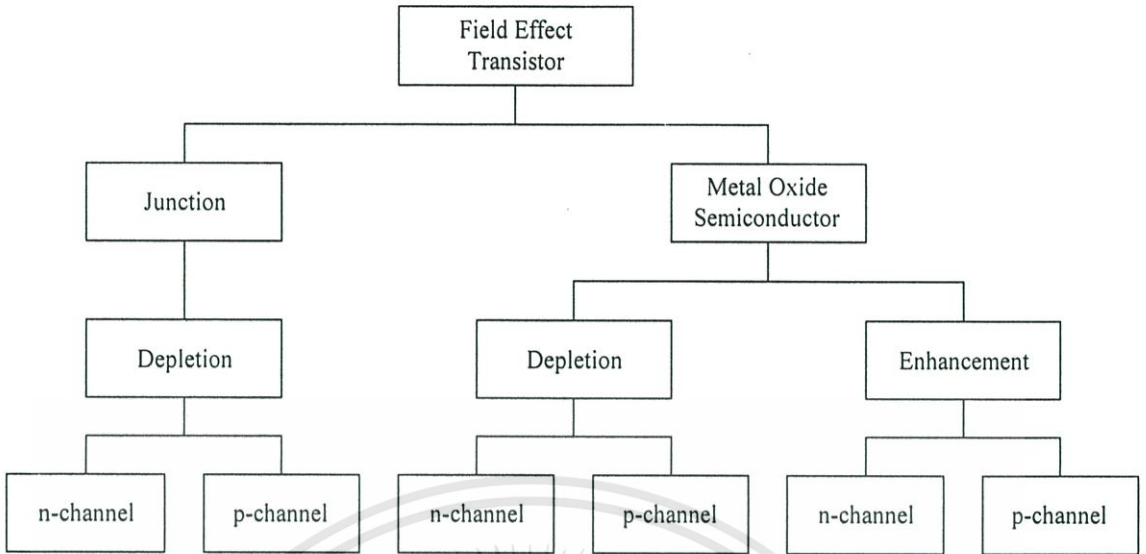 Field Effect
Transistor
Junction
Metal Oxide
Semiconductor
Depletion
Depletion
Enhancement
n-channel
p-channel
n-channel
p-channel
n-channel
p-channel